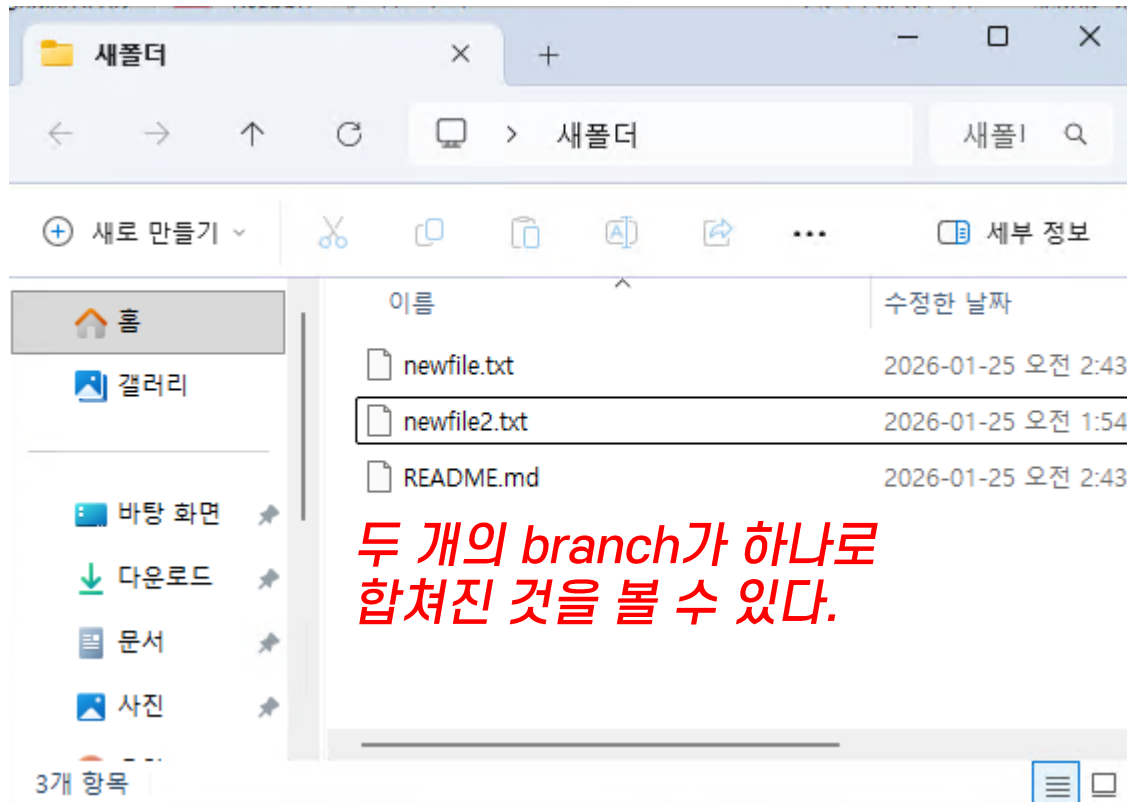 새폴더
새폴더
새폴
새로 만들기
세부 정보
홈
갤러리
바탕 화면
다운로드
문서
사진
이름 수정한 날짜
newfile.txt 2026-01-25 오전 2:43
newfile2.txt 2026-01-25 오전 1:54
README.md 2026-01-25 오전 2:43
두 개의 branch가 하나로
합쳐진 것을 볼 수 있다.
3개 항목